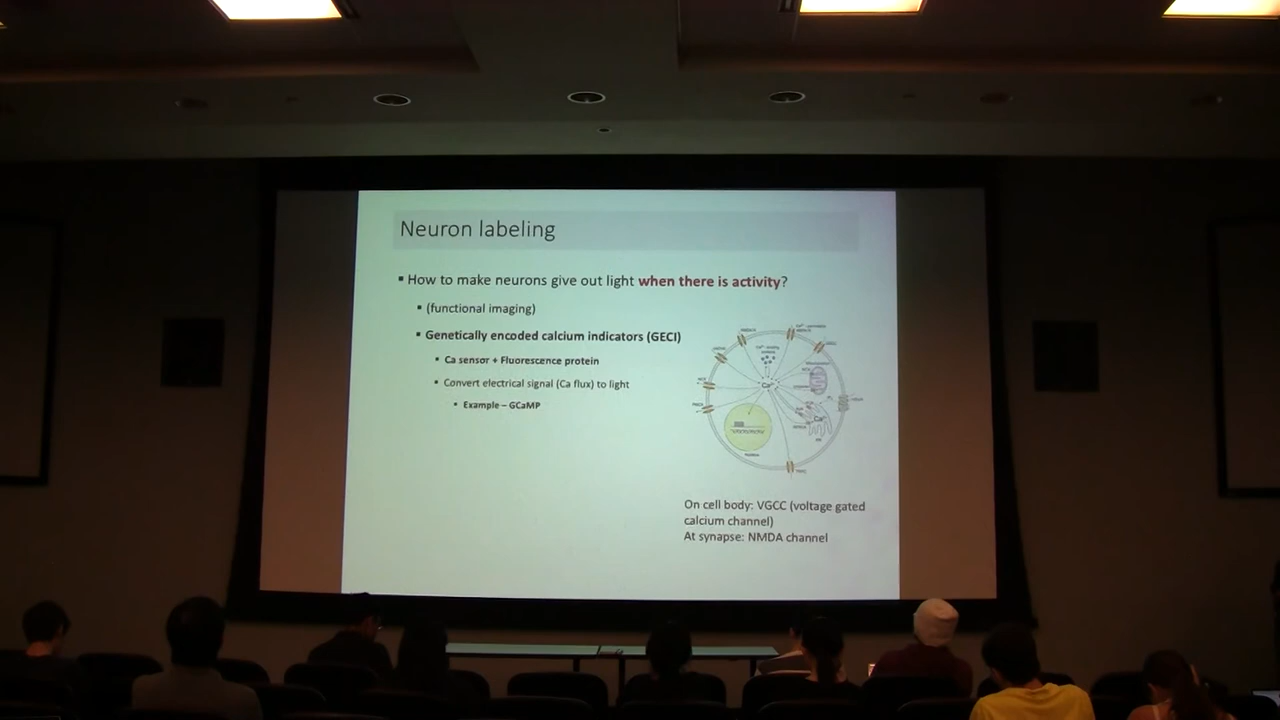 Neuron labeling
▪ How to make neurons give out light when there is activity?
▪ (functional imaging)
▪ Genetically encoded calcium indicators (GECI)
▪ Ca sensor + Fluorescence protein
▪ Convert electrical signal (Ca flux) to light
▪ Example – GCaMP
On cell body: VGCC (voltage gated
calcium channel)
At synapse: NMDA channel